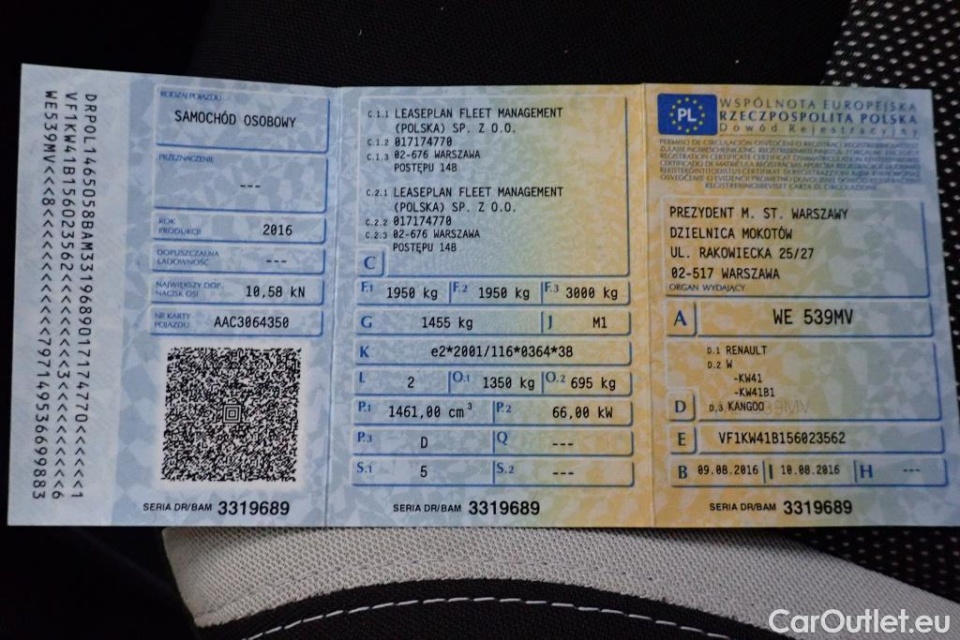 DRPOL1465058BAM3319689017174770<<<<<1
VF1KW41B156023562<<<<<<<<3<<<<<<<<<6
WE539MV<<8<<<<<<<<<797149536699883
RODZAJ POJAZDU
SAMOCHÓD OSOBOWY
PRZEZNACZENIE
---
ROK
PRODUKCJI 2016
DOPUSZCZALNA
ŁADOWNOŚĆ ---
NAJWIĘKSZY DOP.
NACISK OSI 10,58 kN
NR KARTY
POJAZDU AAC3064350
SERIA DR/BAM 3319689
C.1.1 LEASEPLAN FLEET MANAGEMENT
(POLSKA) SP. Z O.O.
C.1.2 017174770
C.1.3 02-676 WARSZAWA
POSTĘPU 14B
C.2.1 LEASEPLAN FLEET MANAGEMENT
(POLSKA) SP. Z O.O.
C.2.2 017174770
C.2.3 02-676 WARSZAWA
POSTĘPU 14B
C
F.1 1950 kg F.2 1950 kg F.3 3000 kg
G 1455 kg J M1
K e2*2001/116*0364*38
L 2 O.1 1350 kg O.2 695 kg
P.1 1461,00 cm³ P.2 66,00 kW
P.3 D Q ---
S.1 5 S.2 ---
SERIA DR/BAM 3319689
PL
WSPÓLNOTA EUROPEJSKA
RZECZPOSPOLITA POLSKA
Dowód Rejestracyjny
PREZYDENT M. ST. WARSZAWY
DZIELNICA MOKOTÓW
UL. RAKOWIECKA 25/27
02-517 WARSZAWA
ORGAN WYDAJĄCY
A WE 539MV
D.1 RENAULT
D.2 W
-KW41
-KW41B1
D D.3 KANGOO
E VF1KW41B156023562
B 09.08.2016 I 10.08.2016 H ---
SERIA DR/BAM 3319689
CarOutlet.eu